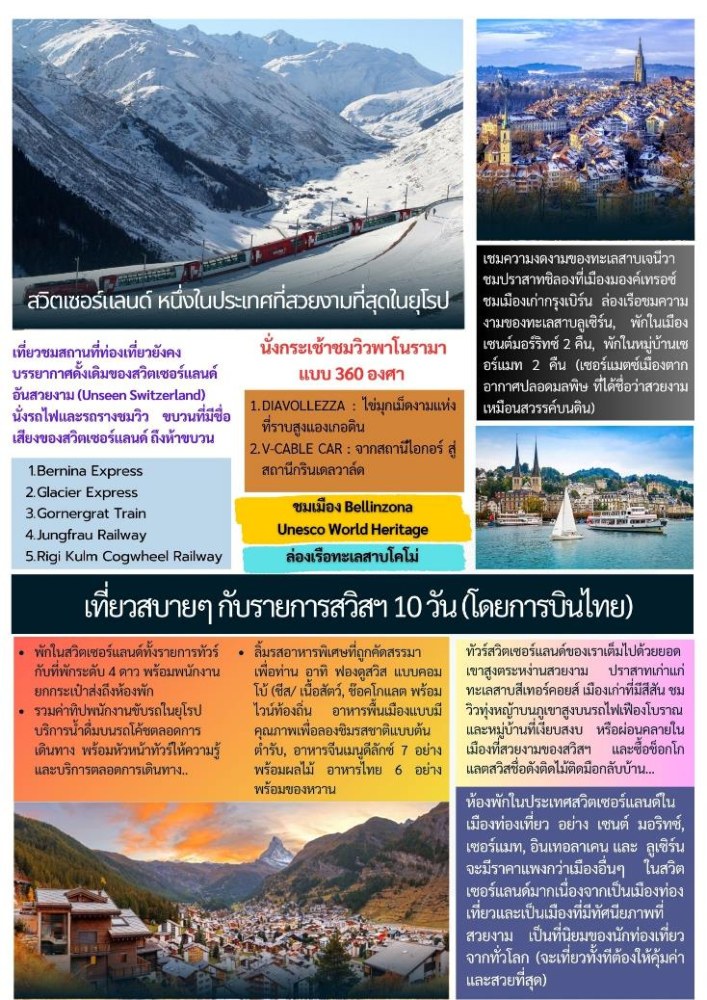 สวิตเซอร์แลนด์ หนึ่งในประเทศที่สวยงามที่สุดในยุโรป
เชมความงดงามของทะเลสาบเจนีวา
ชมปราสาทชิลองที่เมืองมองค์เทรอซ์
ชมเมืองเก่ากรุงเบิร์น ล่องเรือชมความ
งามของทะเลสาบลูเซิร์น, พักในเมือง
เซนต์มอร์ริทซ์ 2 คืน, พักในหมู่บ้านเซ
อร์แมท 2 คืน (เซอร์แมตซ์เมืองตาก
อากาศปลอดมลพิษ ที่ได้ชื่อว่าสวยงาม
เหมือนสวรรค์บนดิน)
เที่ยวชมสถานที่ท่องเที่ยวยังคง
บรรยากาศดั้งเดิมของสวิตเซอร์แลนด์
อันสวยงาม (Unseen Switzerland)
นั่งรถไฟและรถรางชมวิว ขบวนที่มีชื่อ
เสียงของสวิตเซอร์แลนด์ ถึงห้าขบวน
1.Bernina Express
2.Glacier Express
3.Gornergrat Train
4.Jungfrau Railway
5.Rigi Kulm Cogwheel Railway
นั่งกระเช้าชมวิวพาโนรามา
แบบ 360 องศา
1. DIAVOLLEZZA : ไข่มุกเม็ดงามแห่ง
ที่ราบสูงแองเกอดิน
2. V-CABLE CAR : จากสถานีไอกอร์ สู่
สถานีกรินเดลวาล์ด
ชมเมือง Bellinzona
Unesco World Heritage
ล่องเรือทะเลสาบโคโม่
เที่ยวสบายๆ กับรายการสวิสฯ 10 วัน (โดยการบินไทย)
• พักในสวิตเซอร์แลนด์ทั้งรายการทัวร์
กับที่พักระดับ 4 ดาว พร้อมพนักงาน
ยกกระเป๋าส่งถึงห้องพัก
• รวมค่าทิปพนักงานขับรถในยุโรป
บริการน้ำดื่มบนรถโค้ชตลอดการ
เดินทาง พร้อมหัวหน้าทัวร์ให้ความรู้
และบริการตลอดการเดินทาง..
• ลิ้มรสอาหารพิเศษที่ถูกคัดสรรมา
เพื่อท่าน อาทิ ฟองดูสวิส แบบคอม
โบ้ (ชีส/ เนื้อสัตว์, ช๊อคโกแลต พร้อม
ไวน์ท้องถิ่น อาหารพื้นเมืองแบบมี
คุณภาพเพื่อลองชิมรสชาติแบบต้น
ตำรับ, อาหารจีนเมนูดีลักซ์ 7 อย่าง
พร้อมผลไม้ อาหารไทย 6 อย่าง
พร้อมของหวาน
ทัวร์สวิตเซอร์แลนด์ของเราเต็มไปด้วยยอด
เขาสูงตระหง่านสวยงาม ปราสาทเก่าแก่
ทะเลสาบสีเทอร์คอยส์ เมืองเก่าที่มีสีสัน ชม
วิวทุ่งหญ้าบนภูเขาสูงบนรถไฟเฟืองโบราณ
และหมู่บ้านที่เงียบสงบ หรือผ่อนคลายใน
เมืองที่สวยงามของสวิสฯ และซื้อช็อกโก
แลตสวิสชื่อดังติดไม้ติดมือกลับบ้าน...
ห้องพักในประเทศสวิตเซอร์แลนด์ใน
เมืองท่องเที่ยว อย่าง เซนต์ มอริทซ์,
เซอร์แมท, อินเทอลาเคน และ ลูเซิร์น
จะมีราคาแพงกว่าเมืองอื่นๆ ในสวิต
เซอร์แลนด์มากเนื่องจากเป็นเมืองท่อง
เที่ยวและเป็นเมืองที่มีทัศนียภาพที่
สวยงาม เป็นที่นิยมของนักท่องเที่ยว
จากทั่วโลก (จะเที่ยวทั้งทีต้องให้คุ้มค่า
และสวยที่สุด)